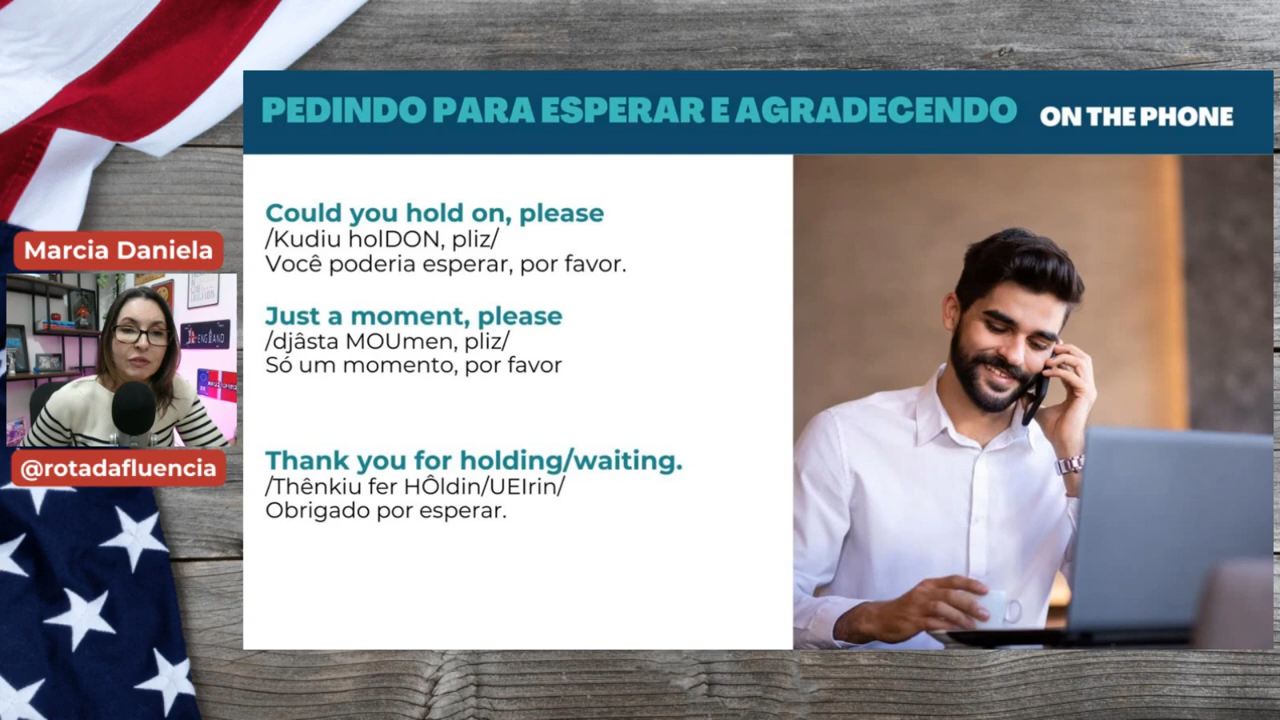 PEDINDO PARA ESPERAR E AGRADECENDO ON THE PHONE
Could you hold on, please
/Kudiu holDON, pliz/
Você poderia esperar, por favor.
Just a moment, please
/djâsta MOUmen, pliz/
Só um momento, por favor
Thank you for holding/waiting.
/Thênkiu fer HÔldin/UEIrin/
Obrigado por esperar.
Marcia Daniela
ENGLAND
@rotadafluencia